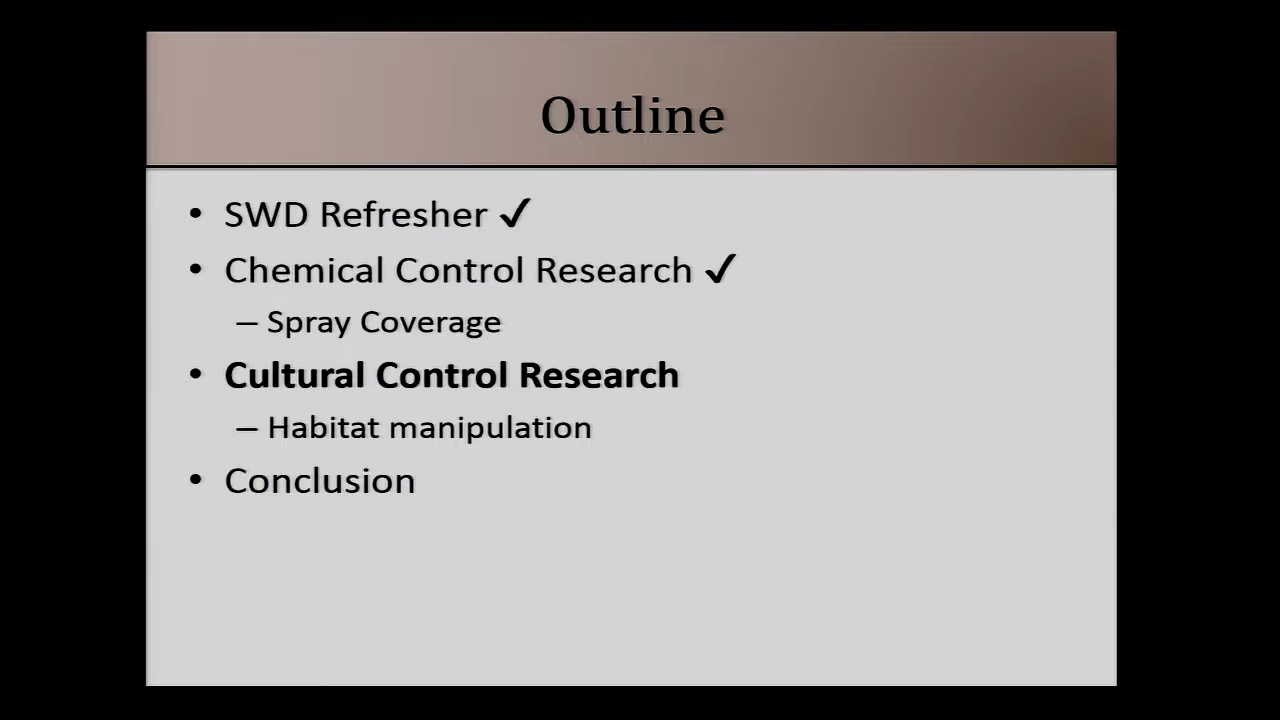 Outline
• SWD Refresher ✓
• Chemical Control Research ✓
– Spray Coverage
• Cultural Control Research
– Habitat manipulation
• Conclusion